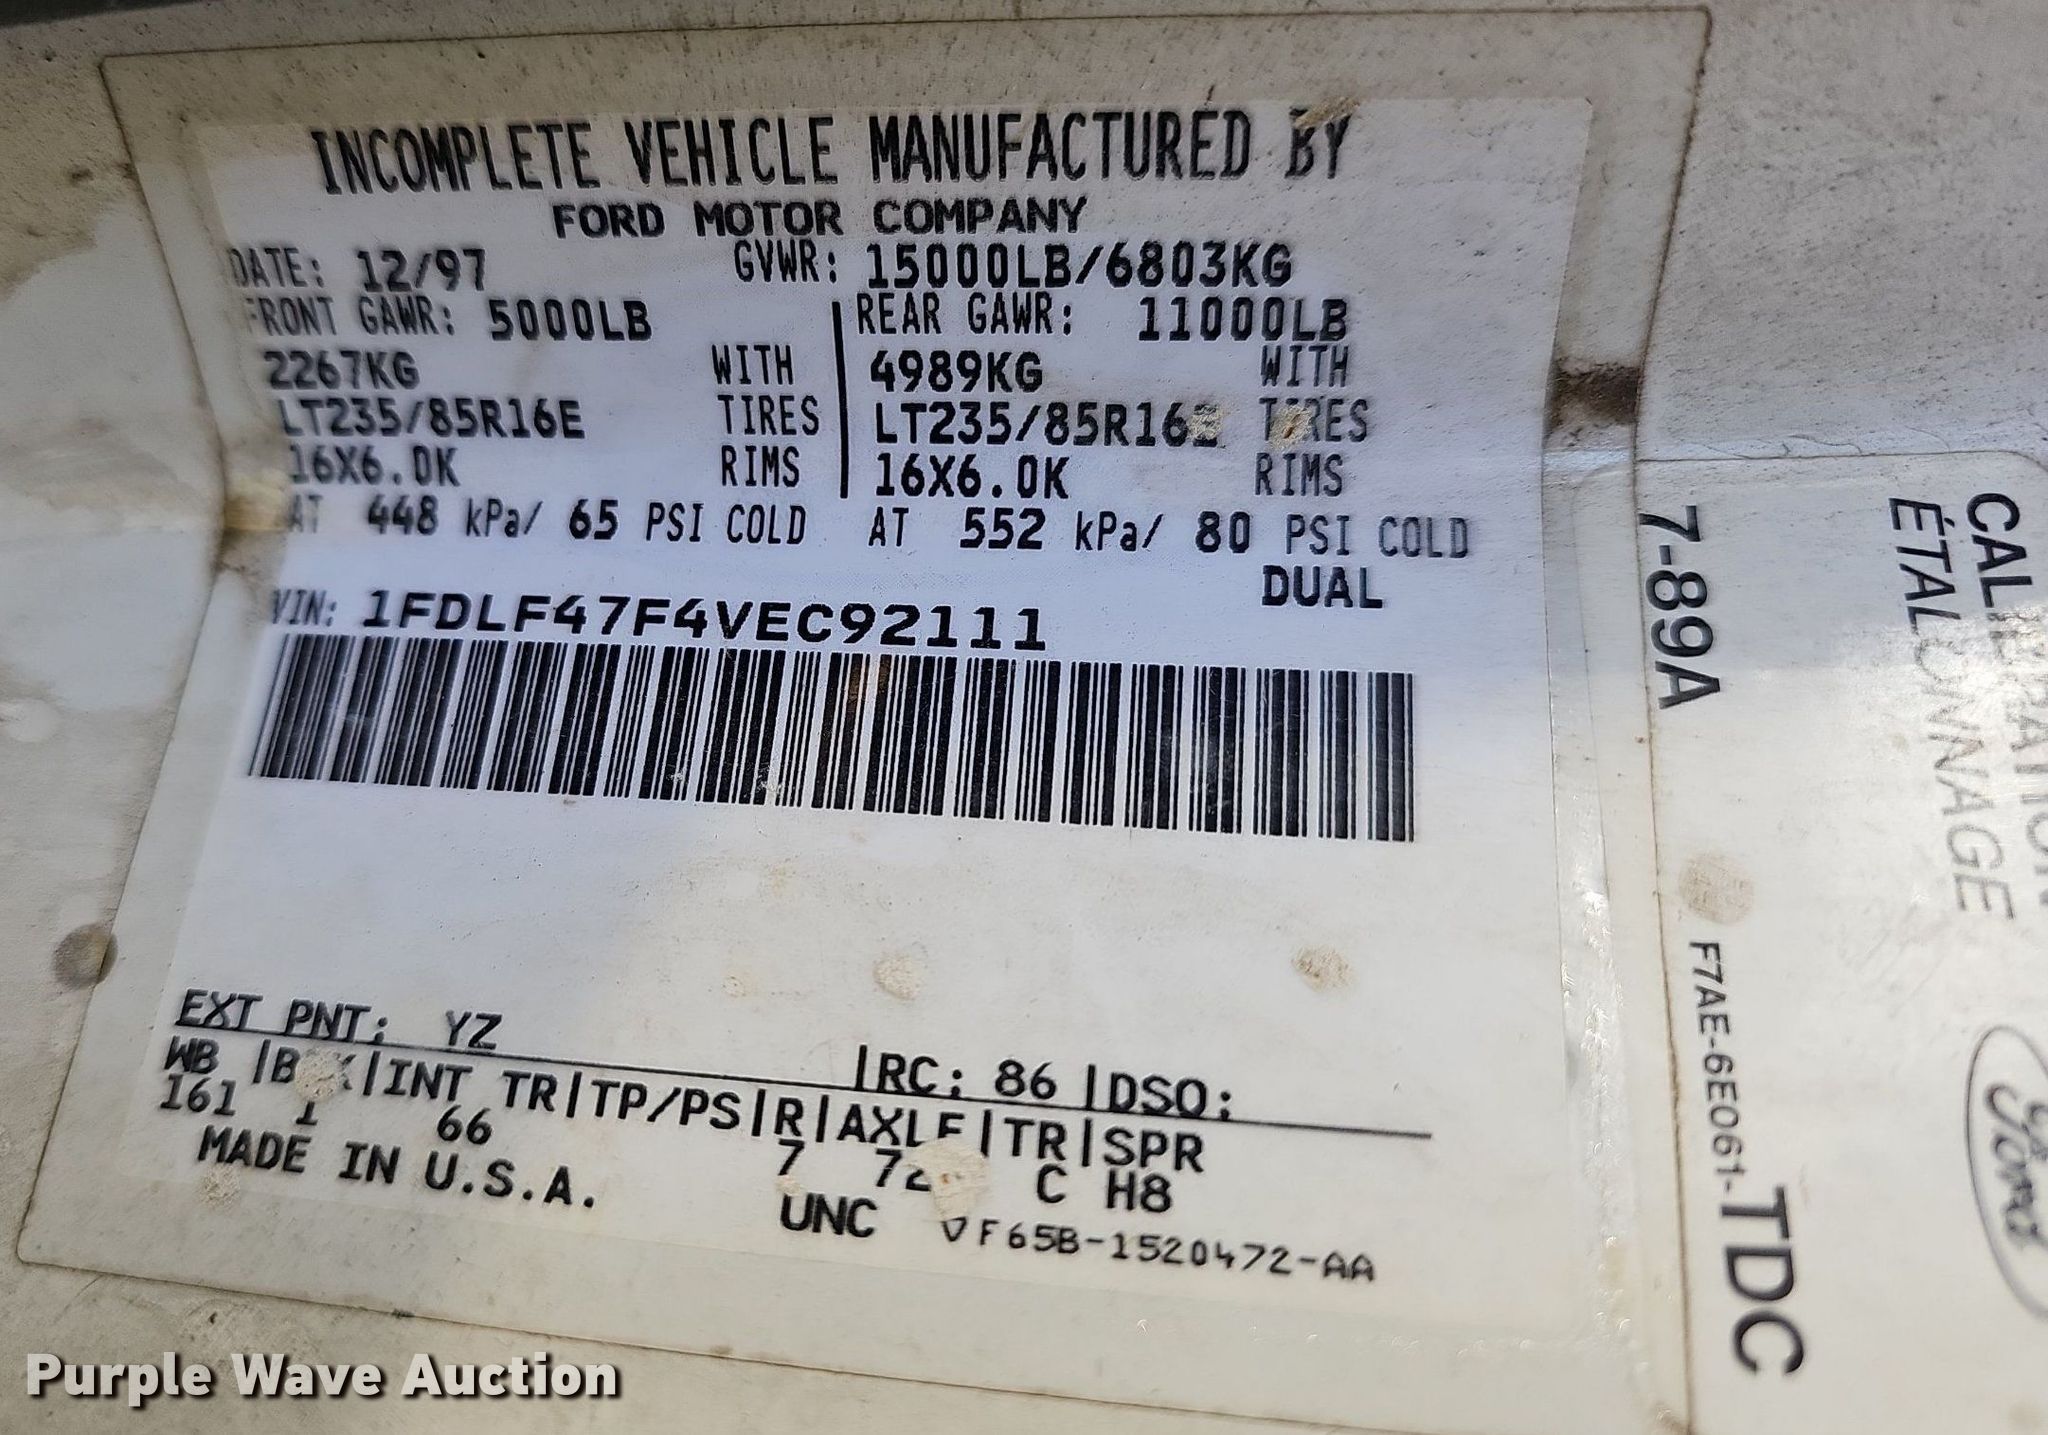 INCOMPLETE VEHICLE MANUFACTURED BY
FORD MOTOR COMPANY
DATE: 12/97 GVWR: 15000LB/6803KG
FRONT GAWR: 5000LB REAR GAWR: 11000LB
2267KG WITH 4989KG WITH
LT235/85R16E TIRES LT235/85R16E TIRES
16X6.0K RIMS 16X6.0K RIMS
AT 448 kPa/ 65 PSI COLD AT 552 kPa/ 80 PSI COLD
DUAL
VIN: 1FDLF47F4VEC92111
EXT PNT: YZ
RC: 86 |DSO:
WB | INT TR|TP/PS|R|AXLE|TR|SPR
161 1 66 7 C H8
MADE IN U.S.A.
UNC F65B-1520472-AA
CALIBRATION
ÉTALONNAGE
7-89A
F7AE-6E061- TDC
Ford
Purple Wave Auction